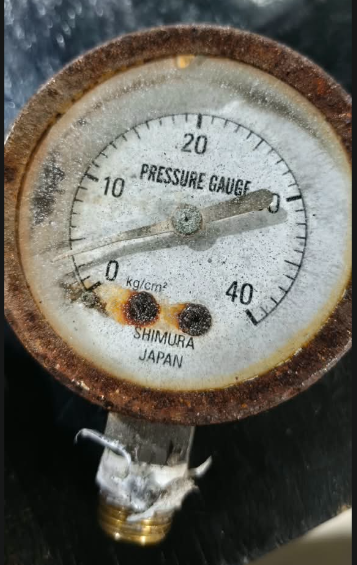 20
PRESSURE GAUGE
10
0
kg/cm²
40
SHIMURA
JAPAN